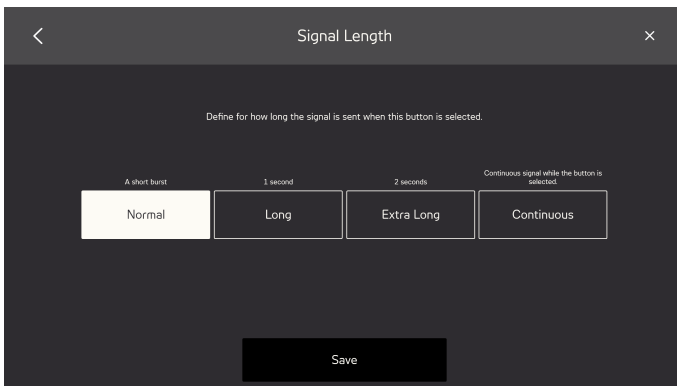 Signal Length
Define for how long the signal is sent when this button is selected.
A short burst
1 second
2 seconds
Continuous signal while the button is
selected.
Normal
Long
Extra Long
Continuous
Save